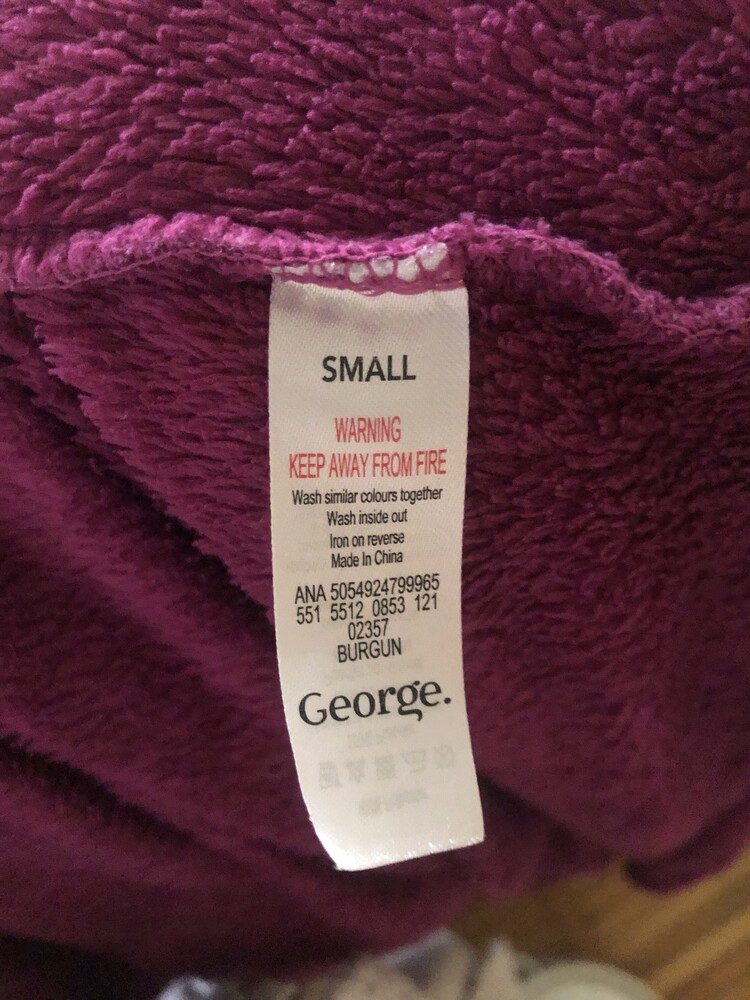 SMALL
WARNING
KEEP AWAY FROM FIRE
Wash similar colours together
Wash inside out
Iron on reverse
Made In China
ANA 5054924799965
551 5512 0853 121
02357
BURGUN
George.